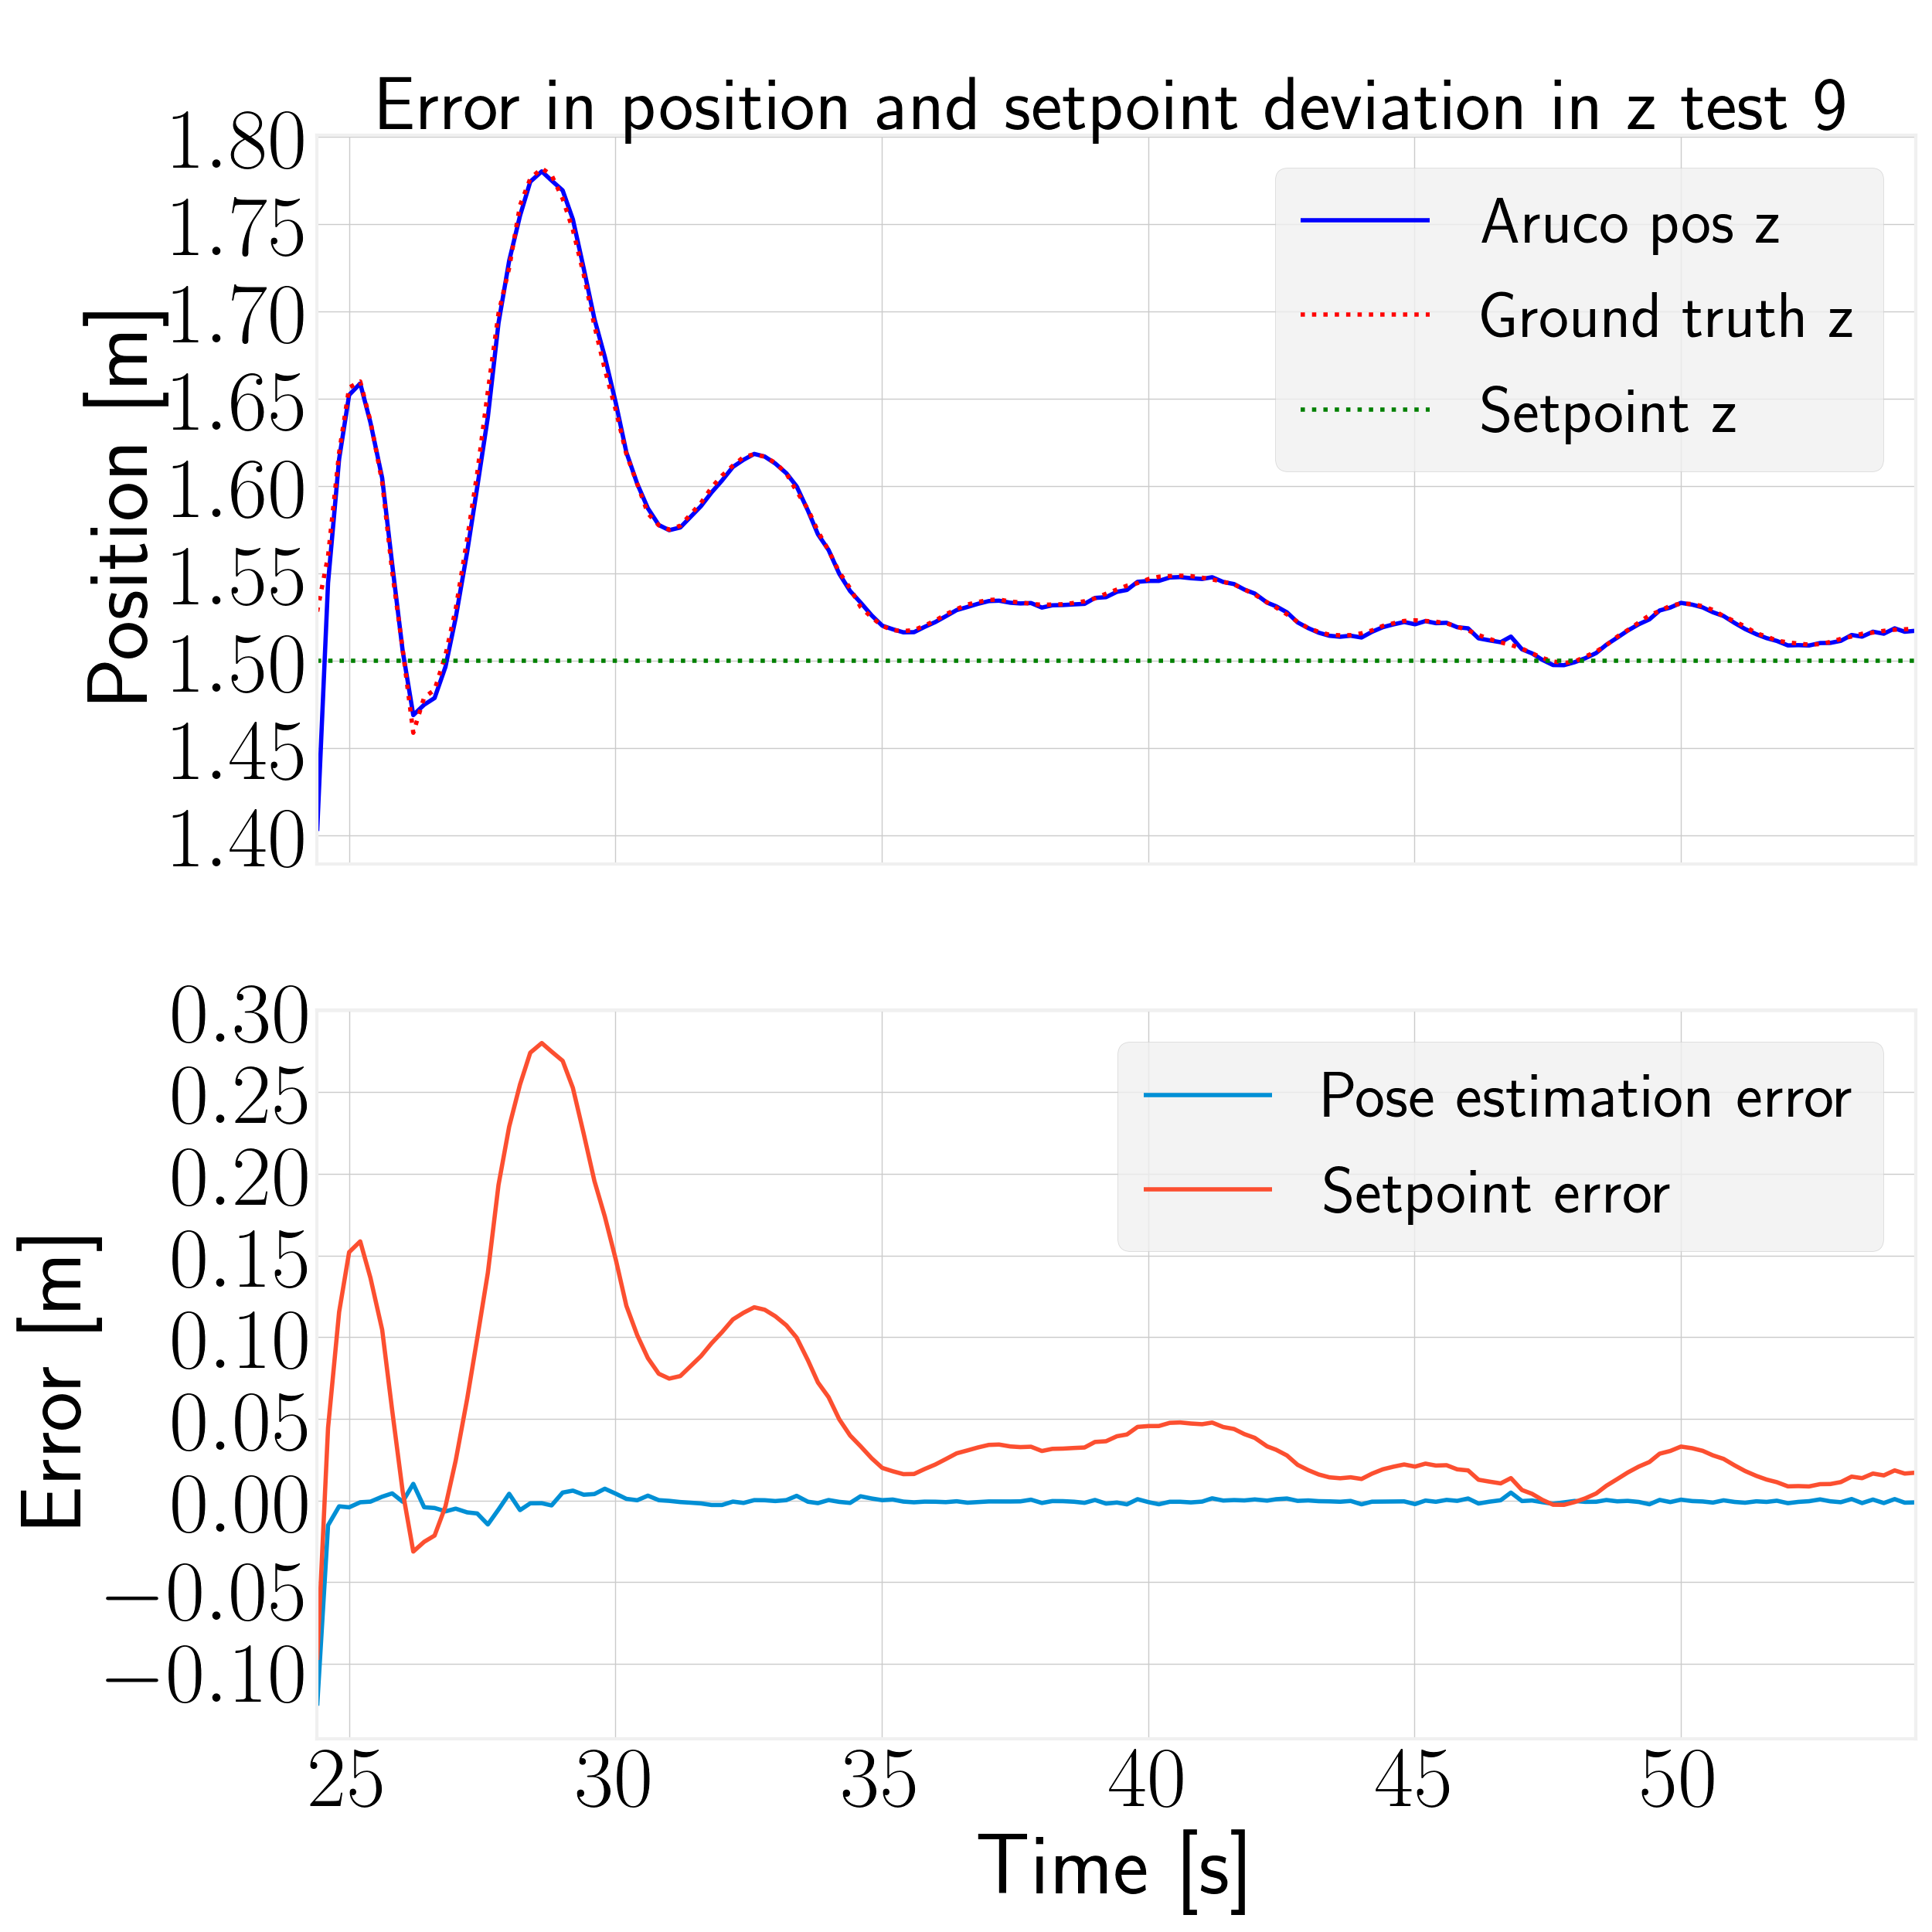 Error in position and setpoint deviation in z test 9
Position [m]
1.80
1.75
1.70
1.65
1.60
1.55
1.50
1.45
1.40
Aruco pos z
Ground truth z
Setpoint z
Error [m]
0.30
0.25
0.20
0.15
0.10
0.05
0.00
−0.05
−0.10
Pose estimation error
Setpoint error
25 30 35 40 45 50
Time [s]